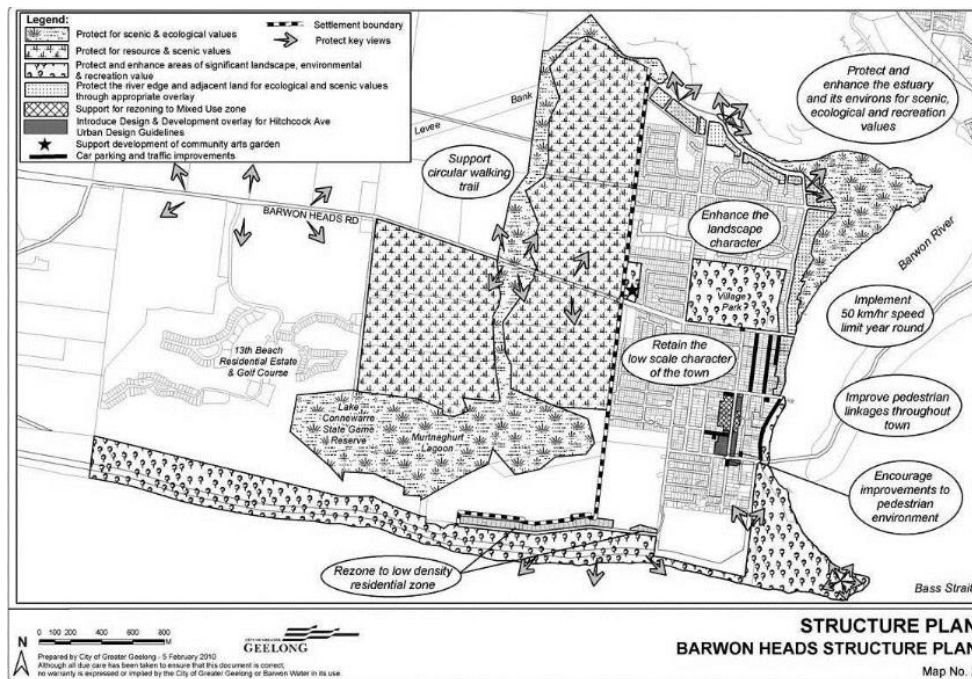 Legend:
Protect for scenic & ecological values
Protect for resource & scenic values
Protect and enhance areas of significant landscape, environmental
& recreation value
Protect the river edge and adjacent land for ecological and scenic values
through appropriate overlay
Support for rezoning to Mixed Use zone
Introduce Design & Development overlay for Hitchcock Ave
Urban Design Guidelines
Support development of community arts garden
Car parking and traffic improvements
Settlement boundary
Protect key views
Levee Bank
Support
circular walking
trail
Protect and
enhance the estuary
and its environs for scenic,
ecological and recreation
values
BARWON HEADS RD
Enhance the
landscape
character
Barwon River
Village
Park
Implement
50 km/hr speed
limit year round
13th Beach
Residential Estate
& Golf Course
Retain the
low scale character
of the town
Lake
Connewarre
State Game
Reserve
Murtnaghurt
Lagoon
Improve pedestrian
linkages throughout
town
Encourage
improvements to
pedestrian
environment
Rezone to low density
residential zone
Bass Strait
N
0 100 200 400 600 800
M
CITY OF GREATER GEELONG
GEELONG
Prepared by City of Greater Geelong - 5 February 2010
Although all due care has been taken to ensure that this document is correct,
no warranty is expressed or implied by the City of Greater Geelong or Barwon Water in its use.
STRUCTURE PLAN
BARWON HEADS STRUCTURE PLAN
Map No.